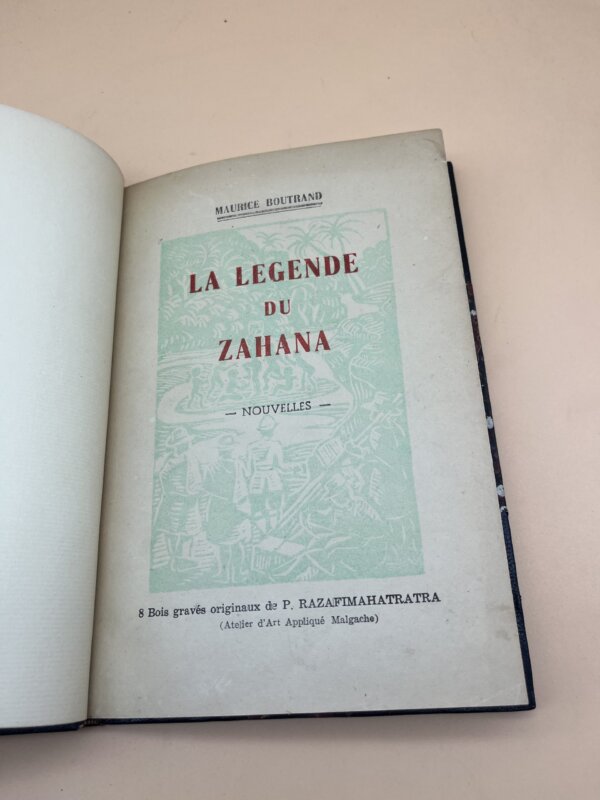 MAURICE BOUTRAND
LA LEGENDE
DU
ZAHANA
— NOUVELLES —
8 Bois gravés originaux de P. RAZAFIMAHATRATRA
(Atelier d'Art Appliqué Malgache)